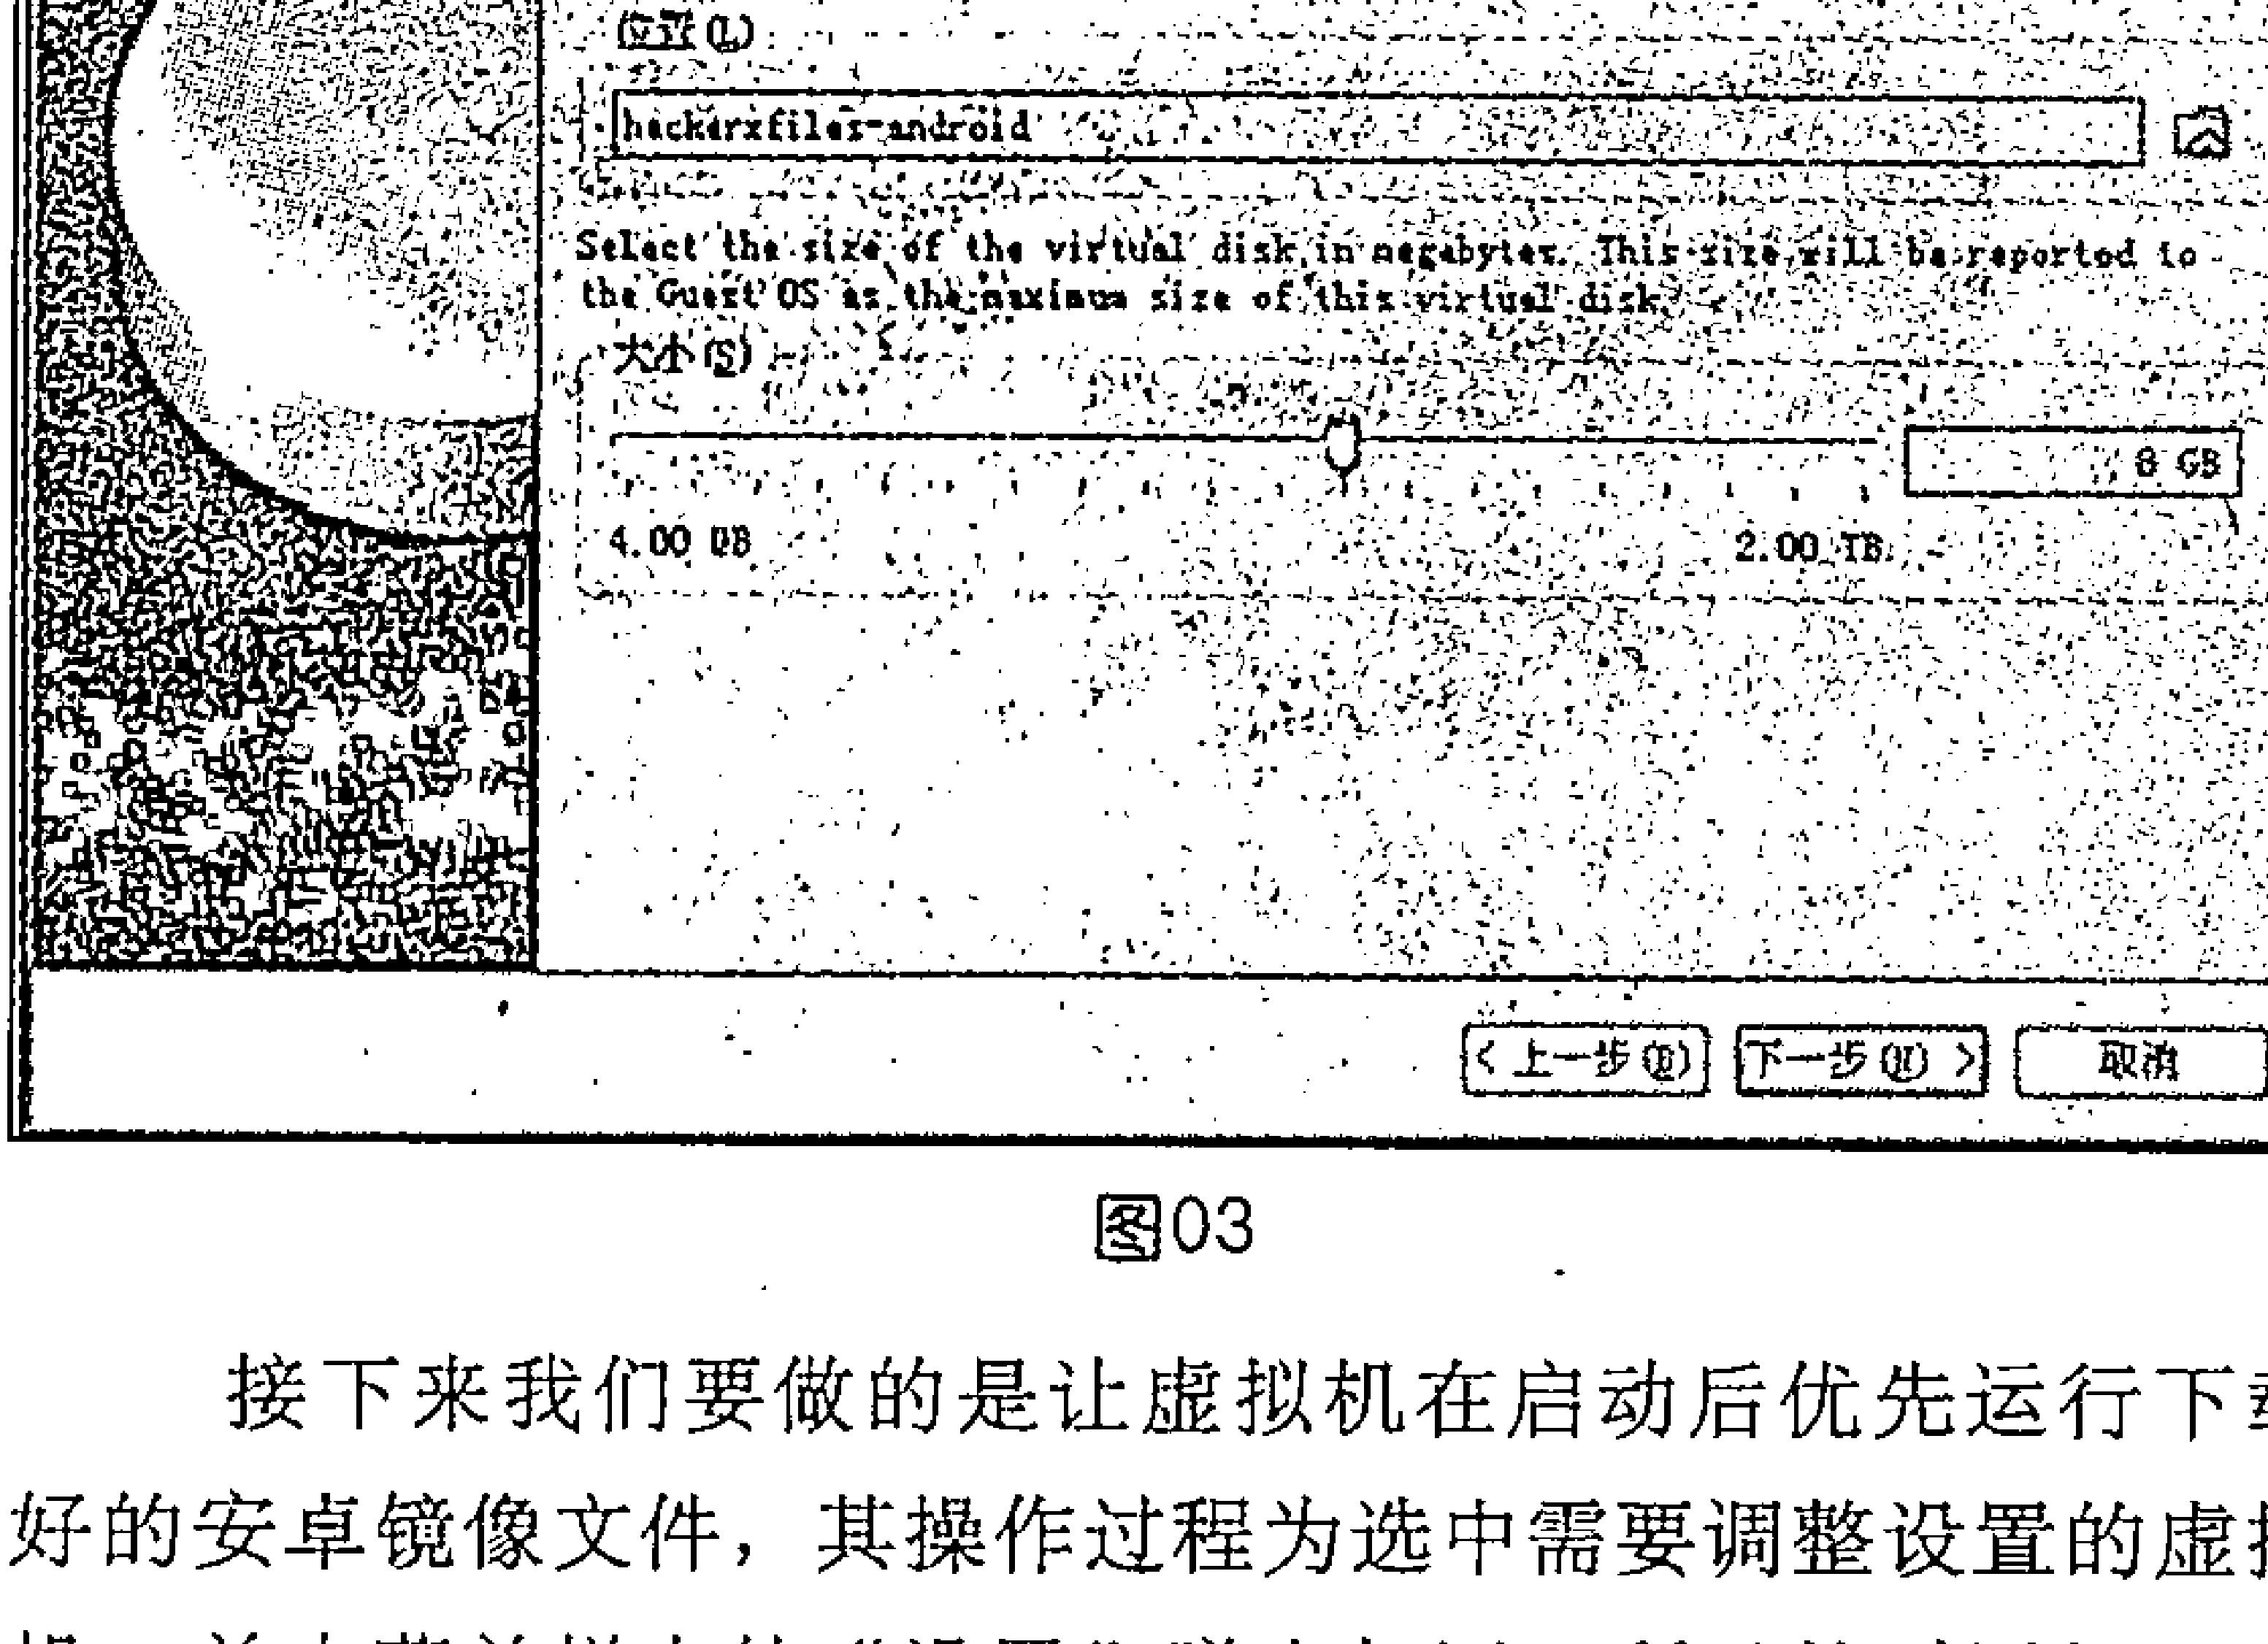 位置(L)
hackerxfiles-android
Select the size of the virtual disk in megabytes. This size will be reported to
the Guest OS as the maximum size of this virtual disk.
大小(S)
8 GB
4.00 MB
2.00 TB
< 上一步(B)
下一步(N) >
取消
图03
接下来我们要做的是让虚拟机在启动后优先运行下载
好的安卓镜像文件，其操作过程为选中需要调整设置的虚拟